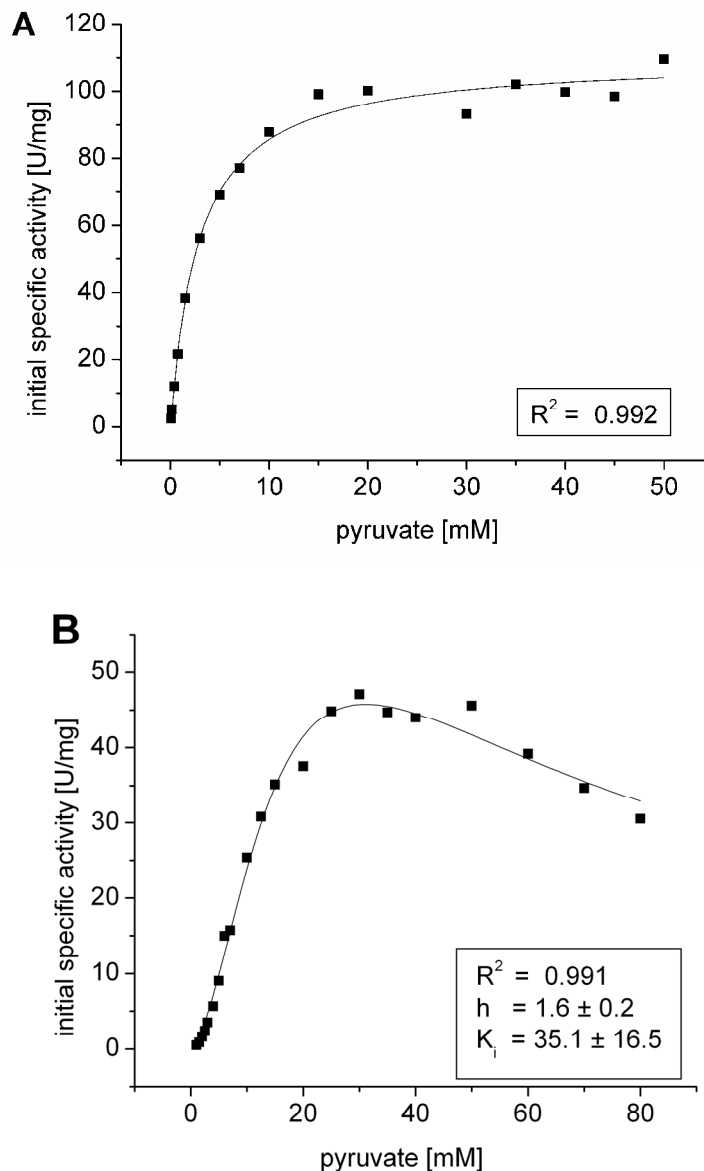 A
120
100
80
60
40
20
0
initial specific activity [U/mg]
R² = 0.992
0 10 20 30 40 50
pyruvate [mM]
B
50
40
30
20
10
0
initial specific activity [U/mg]
R² = 0.991
h = 1.6 ± 0.2
Kᵢ = 35.1 ± 16.5
0 20 40 60 80
pyruvate [mM]